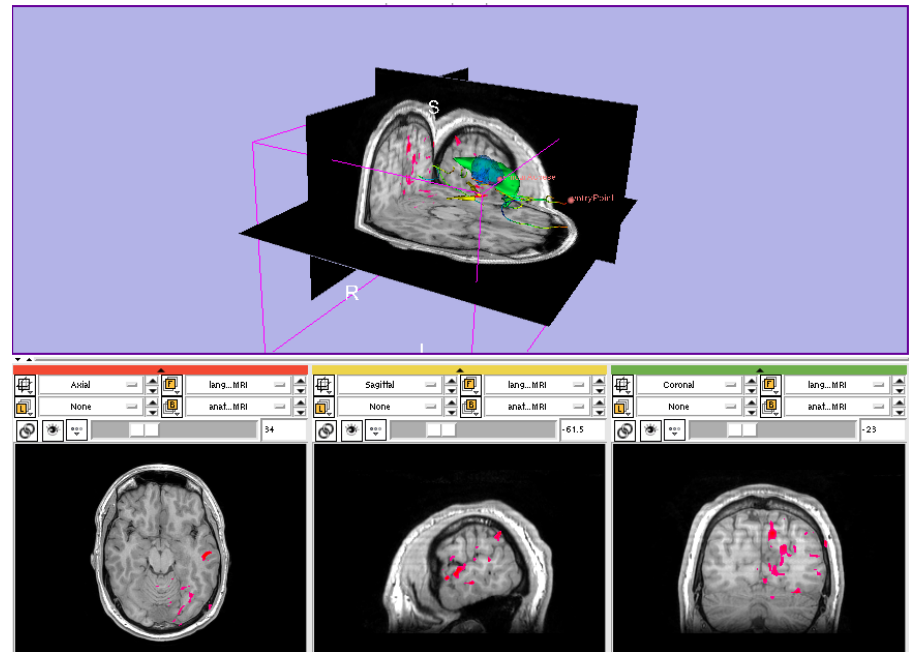 S
ntryPoint
R
Axial F lang...MRI
L None B anat...MRI
34
Sagittal F lang...MRI
L None B anat...MRI
-61.5
Coronal F lang...MRI
L None B anat...MRI
-23